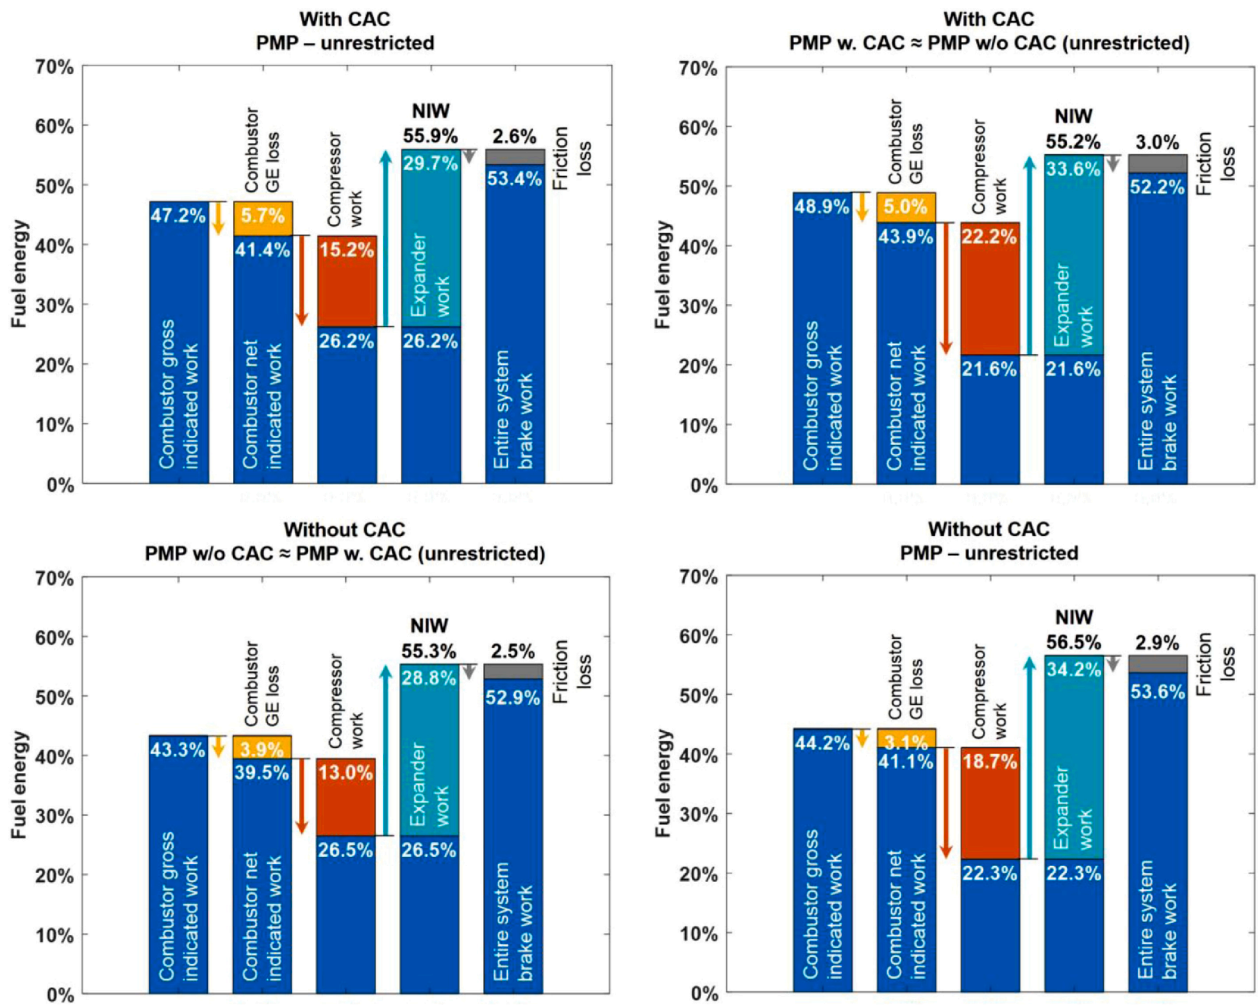 With CAC
PMP – unrestricted
70%
60%
50%
40%
30%
20%
10%
0%
Fuel energy
47.2%
Combustor gross
indicated work
Combustor
GE loss
5.7%
41.4%
Combustor net
indicated work
Compressor
work
15.2%
26.2%
NIW
55.9%
29.7%
Expander
work
26.2%
2.6%
53.4%
Entire system
brake work
Friction
loss
With CAC
PMP w. CAC ≈ PMP w/o CAC (unrestricted)
70%
60%
50%
40%
30%
20%
10%
0%
Fuel energy
48.9%
Combustor gross
indicated work
Combustor
GE loss
5.0%
43.9%
Combustor net
indicated work
Compressor
work
22.2%
21.6%
NIW
55.2%
33.6%
Expander
work
21.6%
3.0%
52.2%
Entire system
brake work
Friction
loss
Without CAC
PMP w/o CAC ≈ PMP w. CAC (unrestricted)
70%
60%
50%
40%
30%
20%
10%
0%
Fuel energy
43.3%
Combustor gross
indicated work
Combustor
GE loss
3.9%
39.5%
Combustor net
indicated work
Compressor
work
13.0%
26.5%
NIW
55.3%
28.8%
Expander
work
26.5%
2.5%
52.9%
Entire system
brake work
Friction
loss
Without CAC
PMP – unrestricted
70%
60%
50%
40%
30%
20%
10%
0%
Fuel energy
44.2%
Combustor gross
indicated work
Combustor
GE loss
3.1%
41.1%
Combustor net
indicated work
Compressor
work
18.7%
22.3%
NIW
56.5%
34.2%
Expander
work
22.3%
2.9%
53.6%
Entire system
brake work
Friction
loss